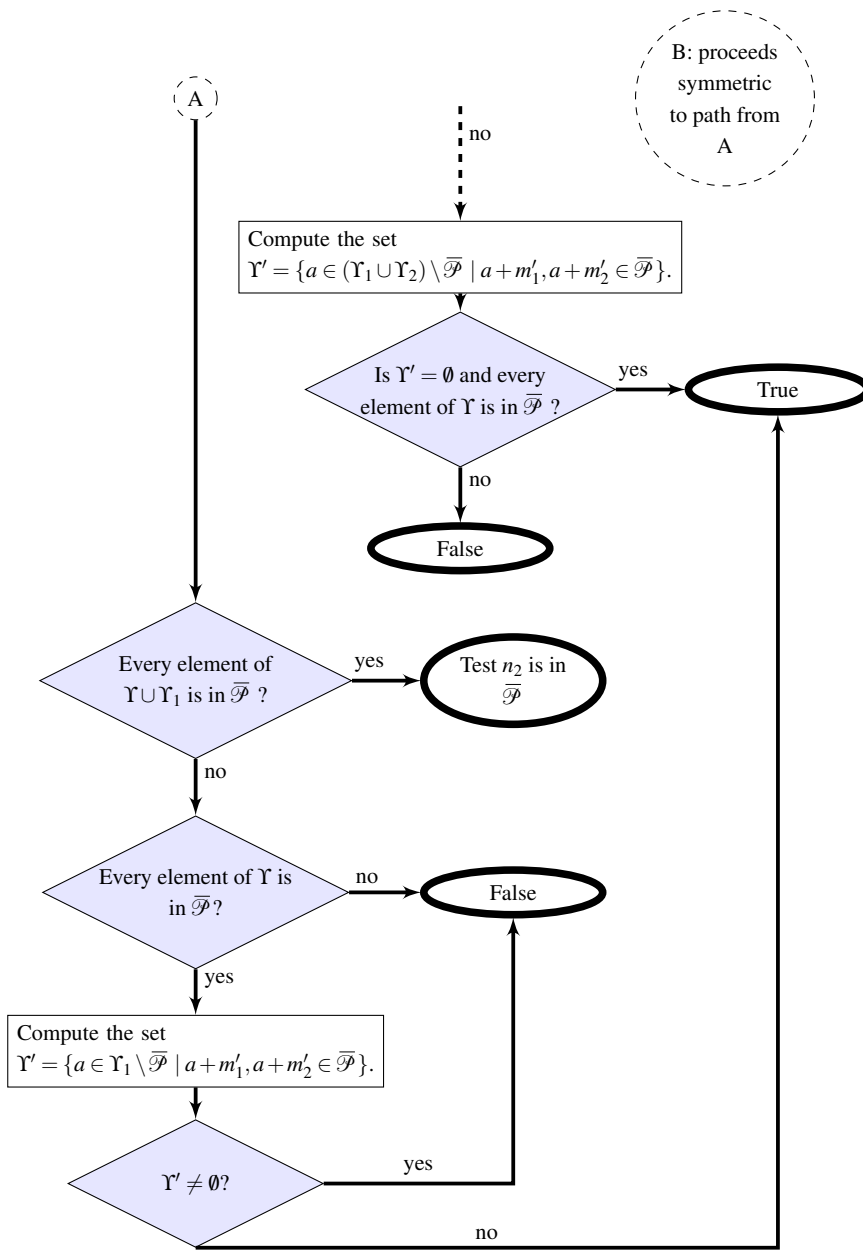 B: proceeds
symmetric
to path from
A
A
no
Compute the set
ϒ′ = {a ∈ (ϒ₁ ∪ ϒ₂) \ 𝒫̅ | a + m′₁, a + m′₂ ∈ 𝒫̅}.
Is ϒ′ = ∅ and every
element of ϒ is in 𝒫̅ ?
yes
True
no
False
Every element of
ϒ ∪ ϒ₁ is in 𝒫̅ ?
yes
Test n₂ is in
𝒫̅
no
Every element of ϒ is
in 𝒫̅?
no
False
yes
Compute the set
ϒ′ = {a ∈ ϒ₁ \ 𝒫̅ | a + m′₁, a + m′₂ ∈ 𝒫̅}.
ϒ′ ≠ ∅?
yes
no